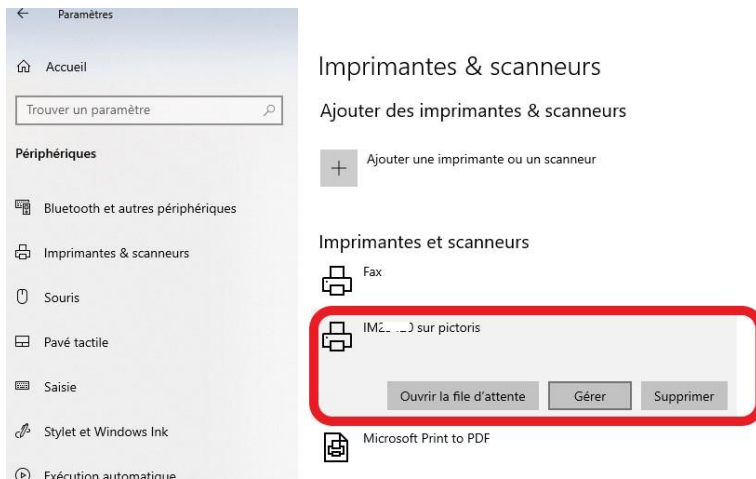 Paramètres
Accueil
Trouver un paramètre
Périphériques
Bluetooth et autres périphériques
Imprimantes & scanneurs
Souris
Pavé tactile
Saisie
Stylet et Windows Ink
Exécution automatique
Imprimantes & scanneurs
Ajouter des imprimantes & scanneurs
Ajouter une imprimante ou un scanneur
Imprimantes et scanneurs
Fax
sur pictoris
Ouvrir la file d'attente Gérer Supprimer
Microsoft Print to PDF